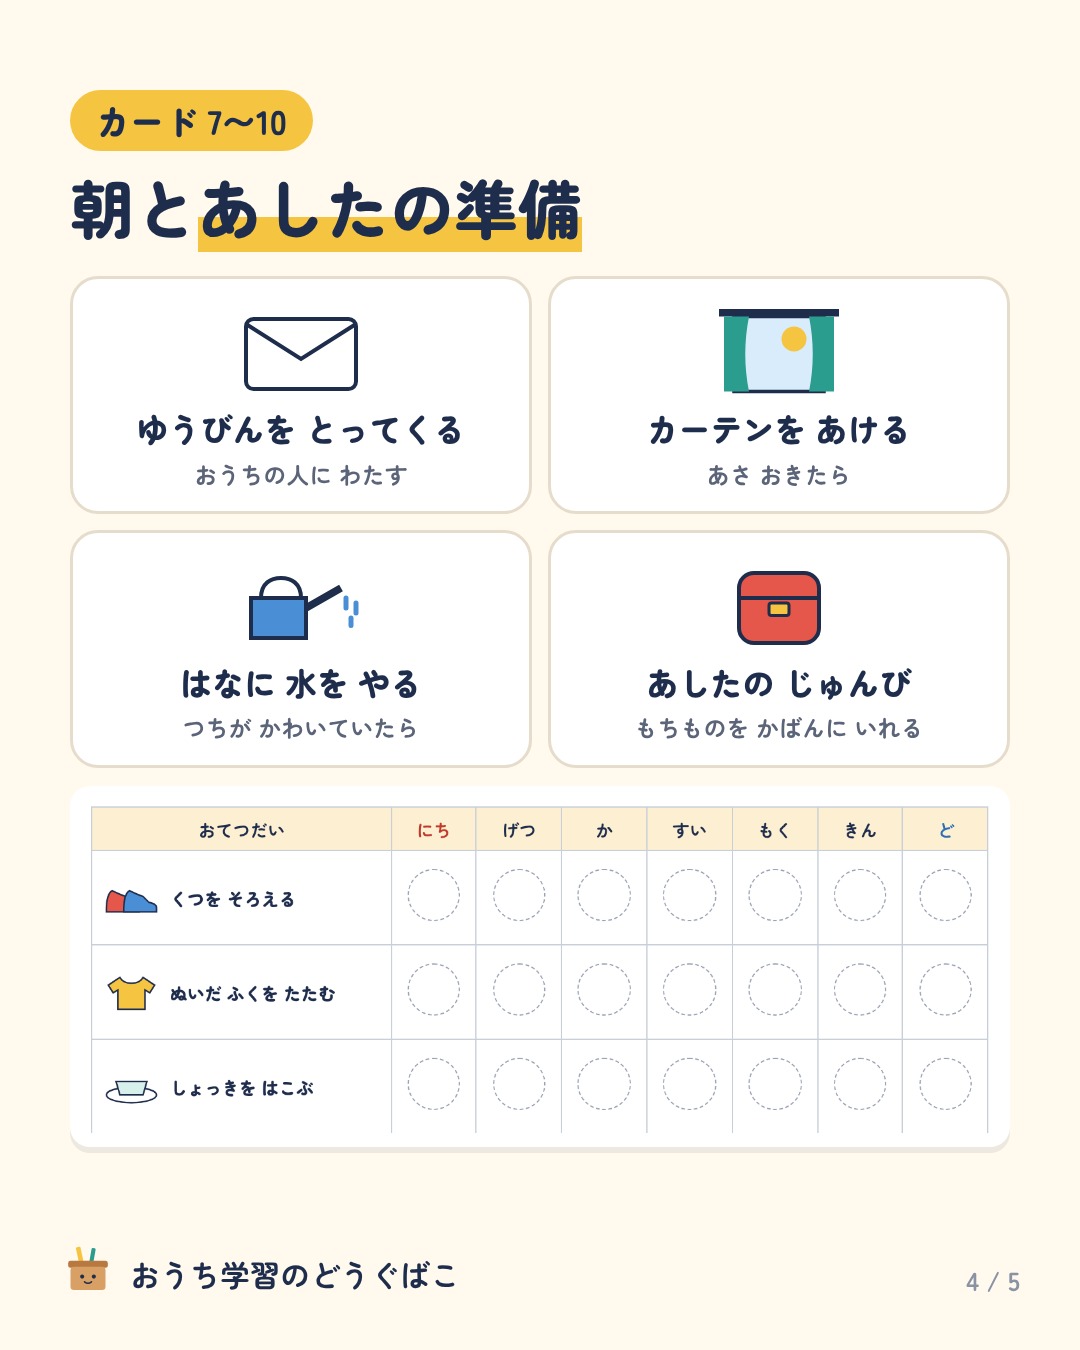 カード 7〜10
朝とあしたの準備
ゆうびんを とってくる
おうちの人に わたす
カーテンを あける
あさ おきたら
はなに 水を やる
つちが かわいていたら
あしたの じゅんび
もちものを かばんに いれる
おてつだい にち げつ か すい もく きん ど
くつを そろえる
ぬいだ ふくを たたむ
しょっきを はこぶ
おうち学習のどうぐばこ
4 / 5